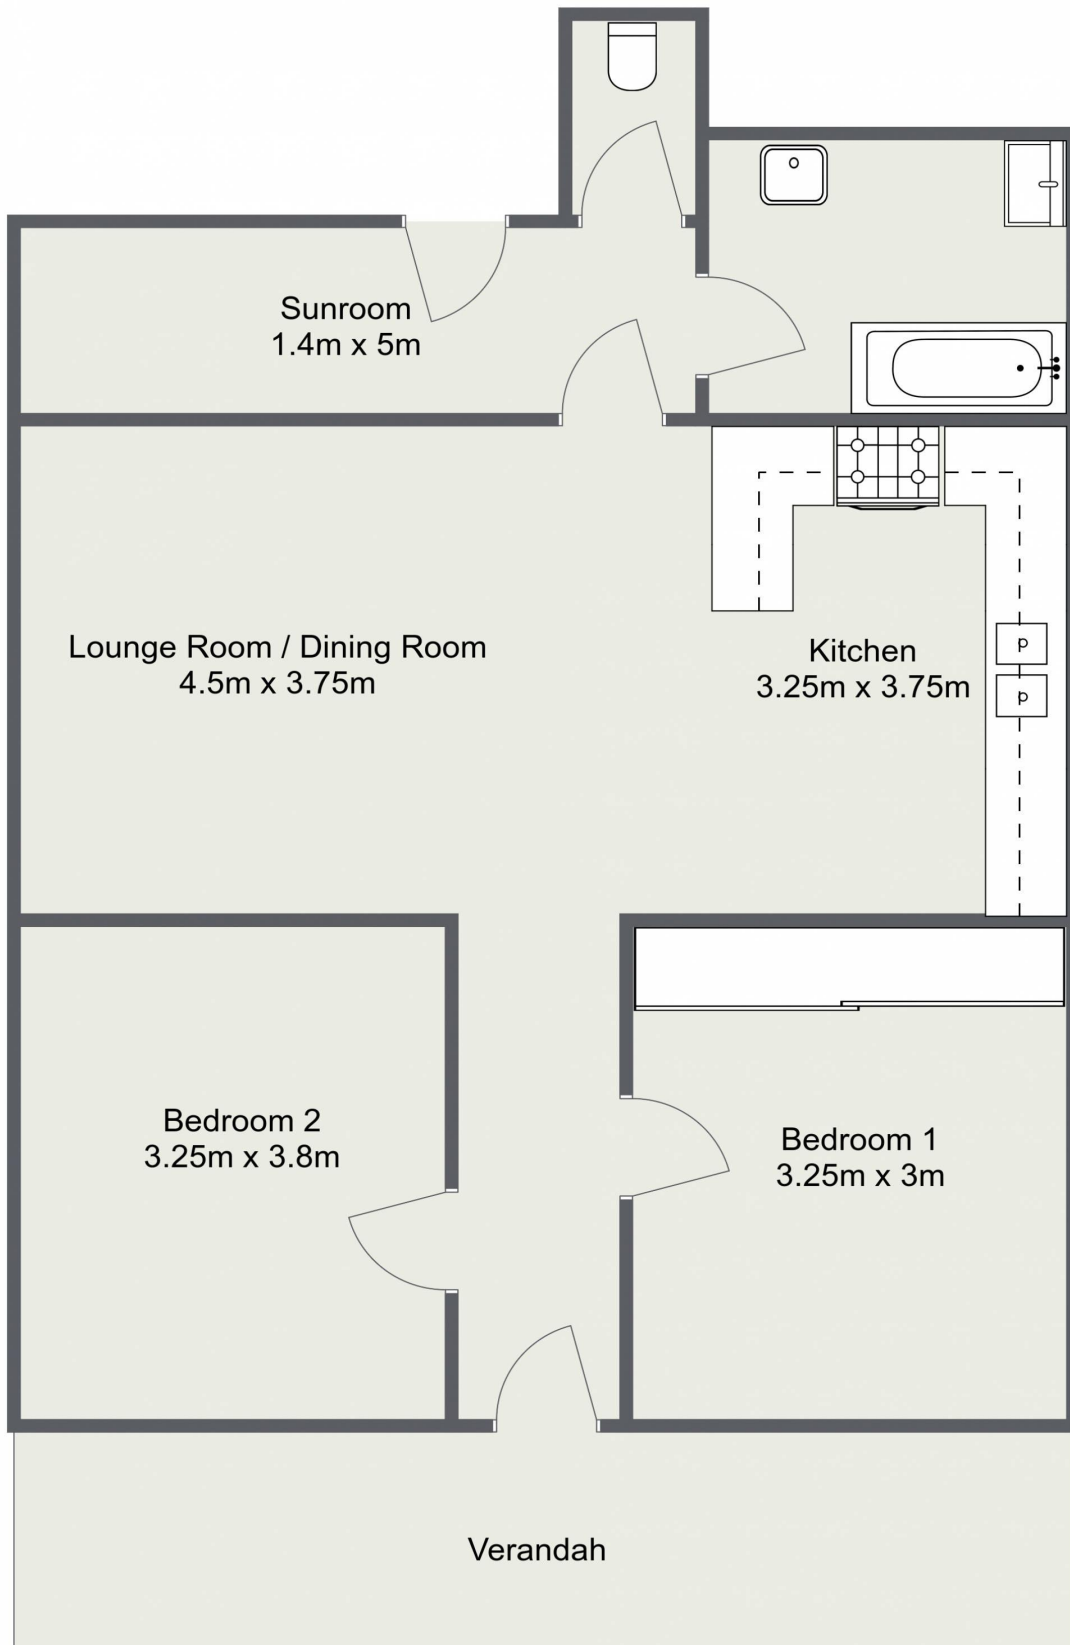 Sunroom
1.4m x 5m
Lounge Room / Dining Room
4.5m x 3.75m
Kitchen
3.25m x 3.75m
p
p
Bedroom 2
3.25m x 3.8m
Bedroom 1
3.25m x 3m
Verandah